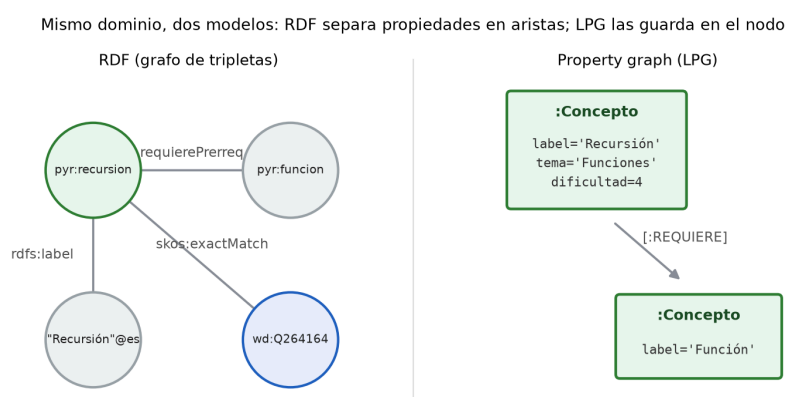 Mismo dominio, dos modelos: RDF separa propiedades en aristas; LPG las guarda en el nodo
RDF (grafo de tripletas)
pyr:recursion
requierePrerreq
pyr:funcion
rdfs:label
skos:exactMatch
"Recursión"@es
wd:Q264164
Property graph (LPG)
:Concepto
label='Recursión'
tema='Funciones'
dificultad=4
[:REQUIERE]
:Concepto
label='Función'